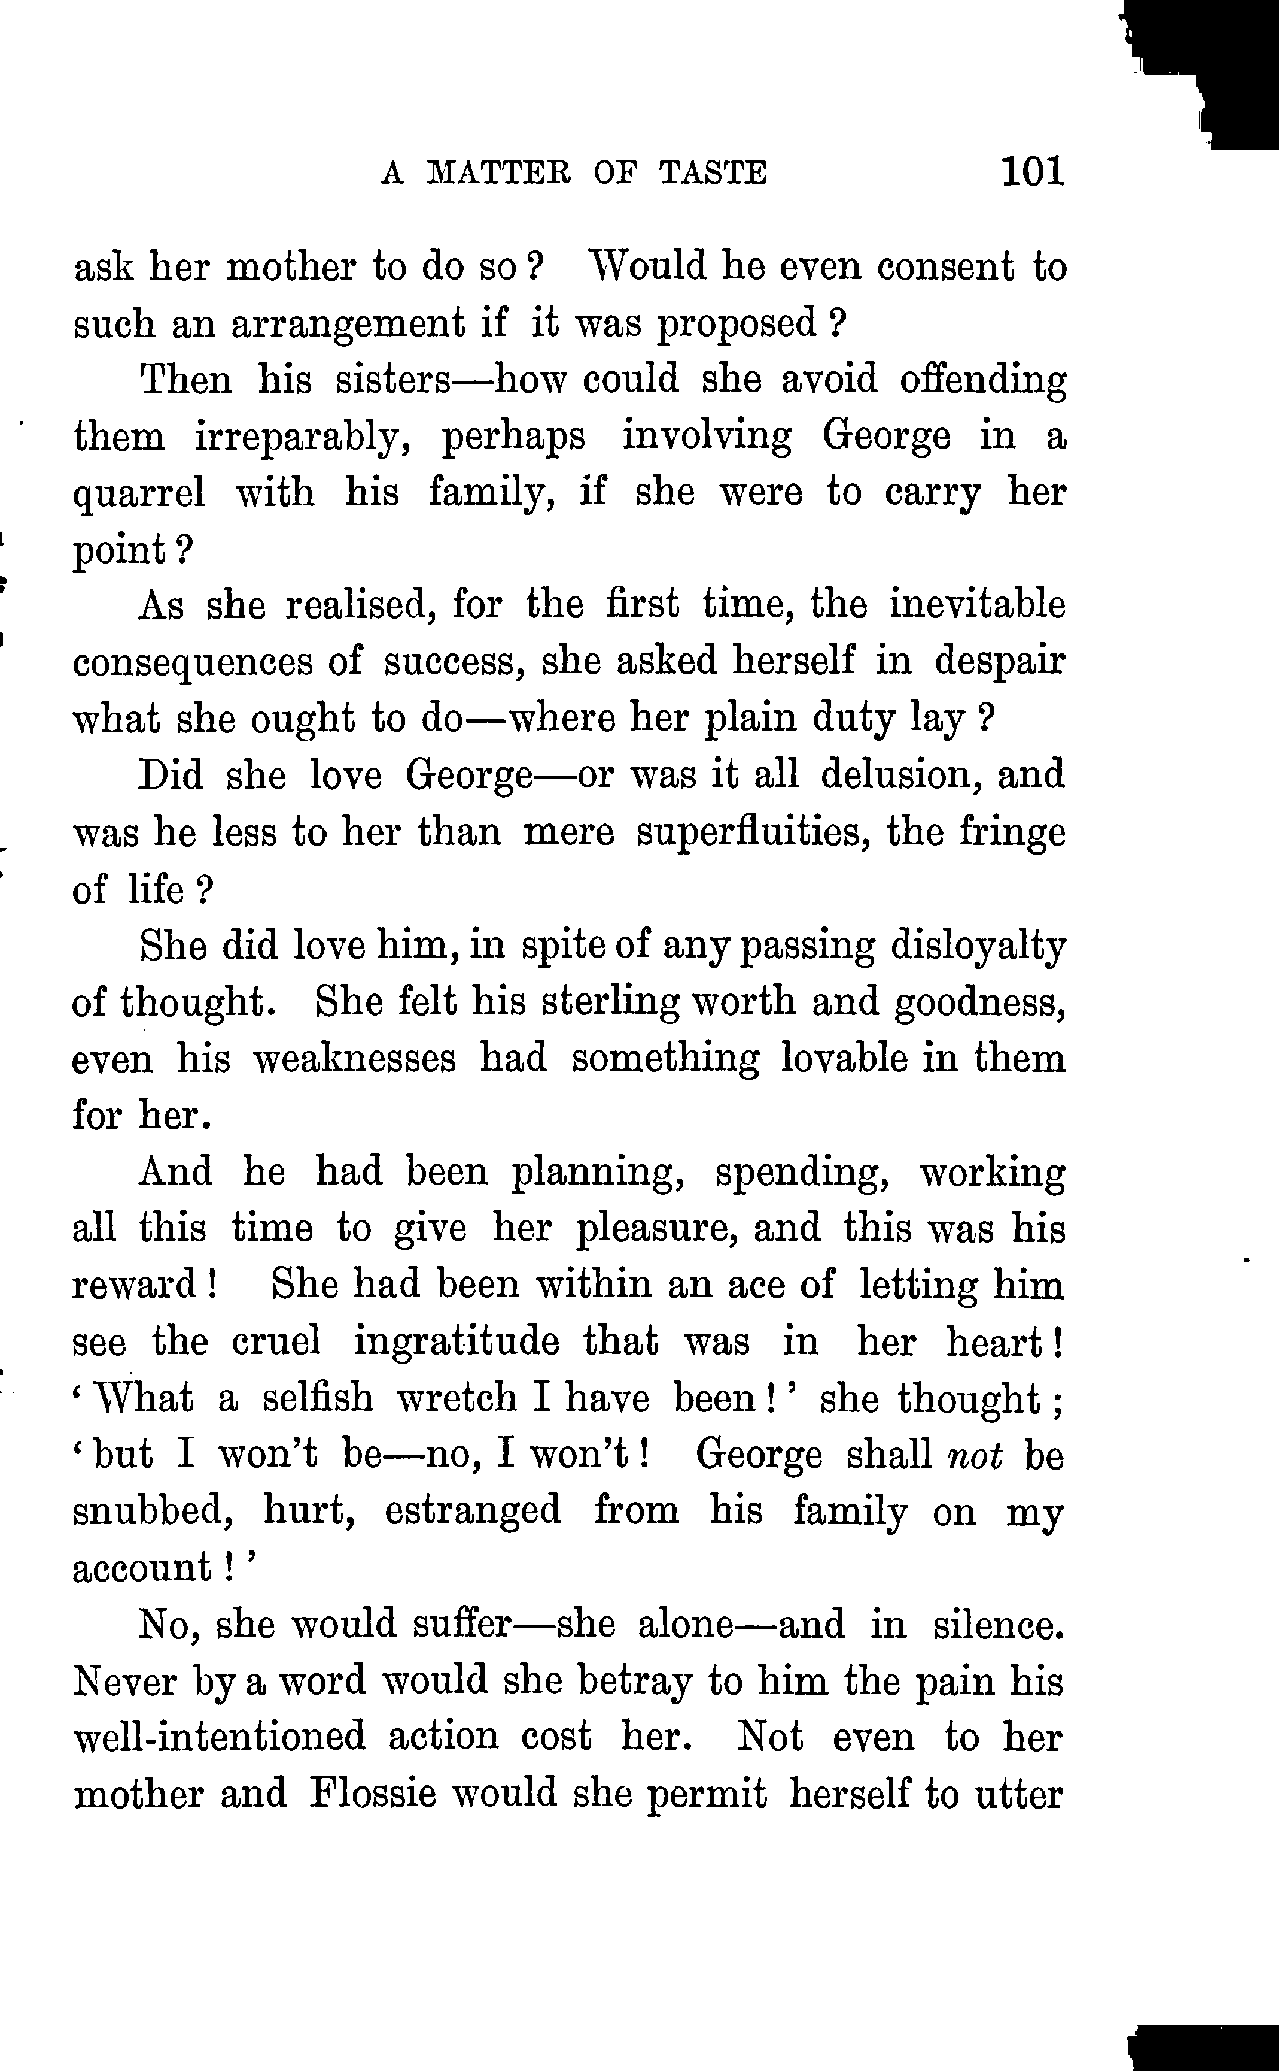 A MATTER OF TASTE 101
ask her mother to do so? Would he even consent to
such an arrangement if it was proposed?
Then his sisters—how could she avoid offending
them irreparably, perhaps involving George in a
quarrel with his family, if she were to carry her
point?
As she realised, for the first time, the inevitable
consequences of success, she asked herself in despair
what she ought to do—where her plain duty lay?
Did she love George—or was it all delusion, and
was he less to her than mere superfluities, the fringe
of life?
She did love him, in spite of any passing disloyalty
of thought. She felt his sterling worth and goodness,
even his weaknesses had something lovable in them
for her.
And he had been planning, spending, working
all this time to give her pleasure, and this was his
reward! She had been within an ace of letting him
see the cruel ingratitude that was in her heart!
‘What a selfish wretch I have been!’ she thought;
‘but I won't be—no, I won't! George shall not be
snubbed, hurt, estranged from his family on my
account!’
No, she would suffer—she alone—and in silence.
Never by a word would she betray to him the pain his
well-intentioned action cost her. Not even to her
mother and Flossie would she permit herself to utter